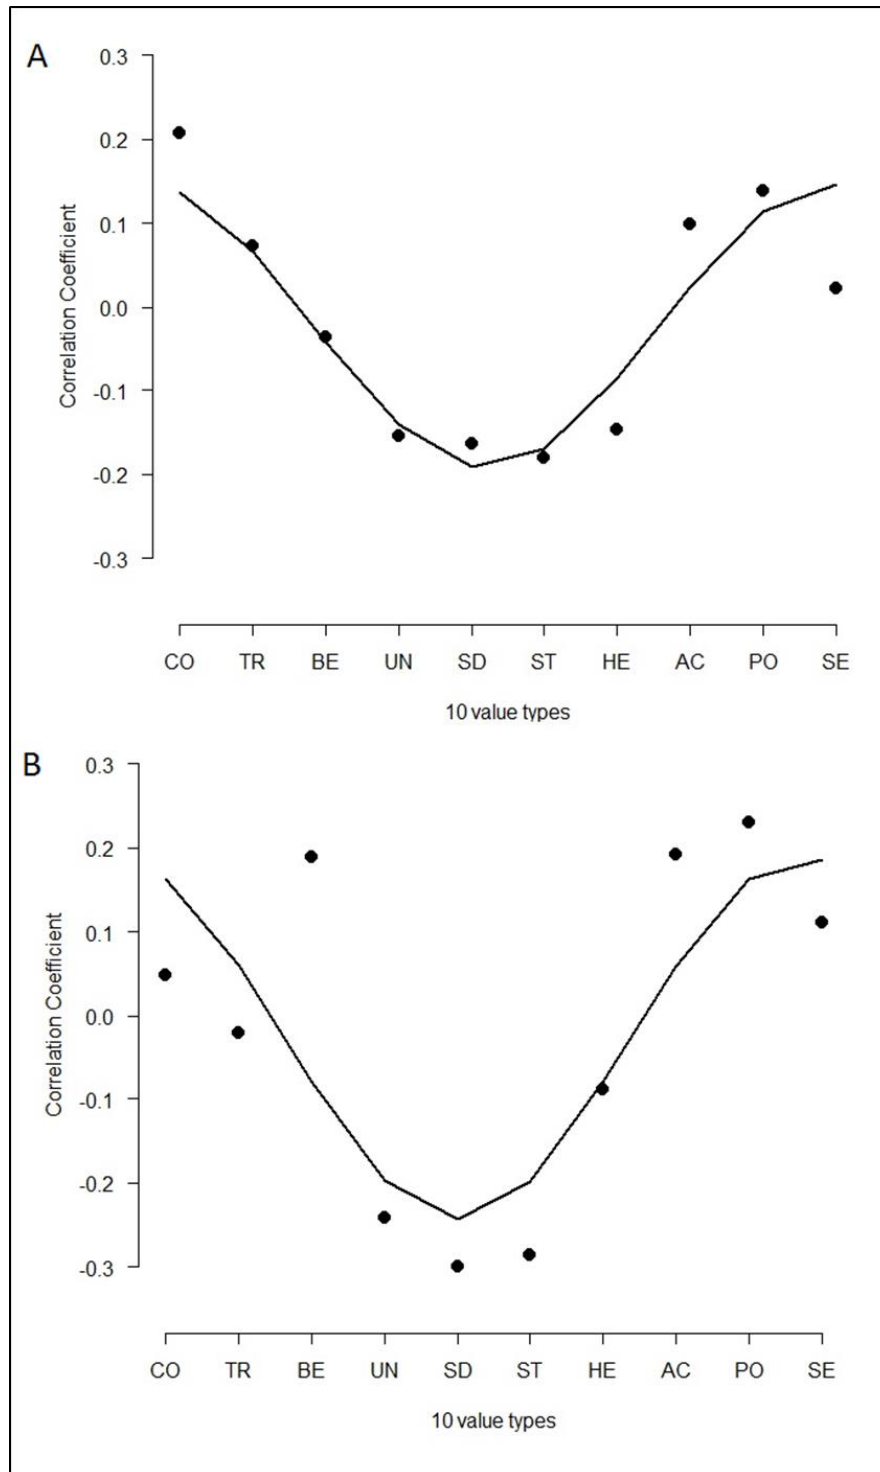 A
0.3
0.2
0.1
0.0
-0.1
-0.2
-0.3
Correlation Coefficient
CO TR BE UN SD ST HE AC PO SE
10 value types
B
0.3
0.2
0.1
0.0
-0.1
-0.2
-0.3
Correlation Coefficient
CO TR BE UN SD ST HE AC PO SE
10 value types